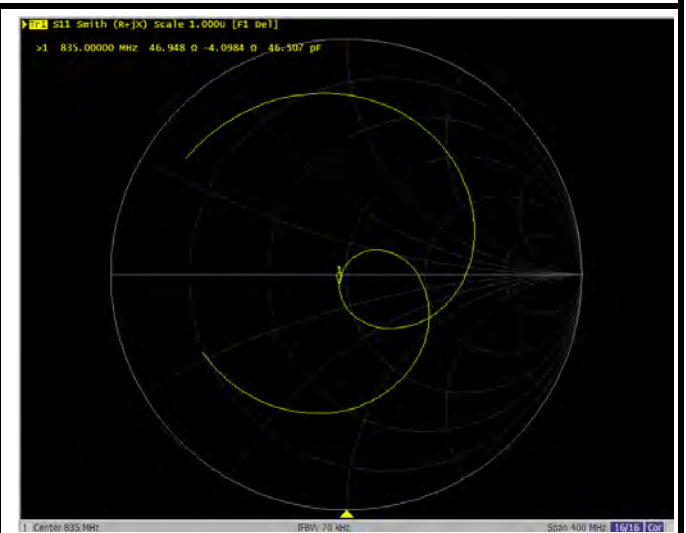 Tr1 S11 Smith (R+jX) Scale 1.000U [F1 Del]
>1 835.00000 MHz 46.948 Ω -4.0984 Ω 46.507 pF
1
1 Center 835 MHz IFBW 70 kHz Span 400 MHz 16/16 Cor